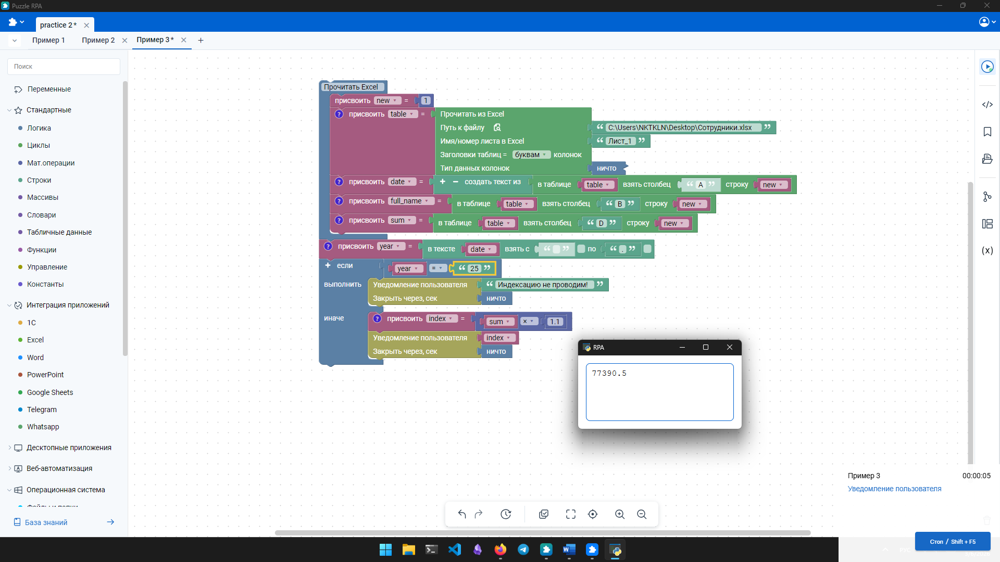 Puzzle RPA
practice 2*
Пример 1 Пример 2 Пример 3*
Поиск
Переменные
Стандартные
Логика
Циклы
Мат.операции
Строки
Массивы
Словари
Табличные данные
Функции
Управление
Константы
Интеграция приложений
1C
Excel
Word
PowerPoint
Google Sheets
Telegram
Whatsapp
Десктопные приложения
Веб-автоматизация
Операционная система
Файлы и папки
База знаний
Прочитать Excel
присвоить new = 1
? присвоить table = Прочитать из Excel
Путь к файлу “ C:\Users\NKTKLN\Desktop\Сотрудники.xlsx ”
Имя/номер листа в Excel “ Лист_1 ”
Заголовки таблиц = буквам колонок
Тип данных колонок ничто
? присвоить date = + − создать текст из в таблице table взять столбец “ A ” строку new
? присвоить full_name = в таблице table взять столбец “ B ” строку new
? присвоить sum = в таблице table взять столбец “ D ” строку new
? присвоить year = в тексте date взять с “ ” по “ . ”
+ если year = “ 25 ”
выполнить Уведомление пользователя “ Индексацию не проводим! ”
Закрыть через, сек ничто
иначе ? присвоить index = sum × 1.1
Уведомление пользователя index
Закрыть через, сек ничто
RPA
77390.5
</> 
(x)
Пример 3 00:00:05
Уведомление пользователя
Стоп / Shift + F5